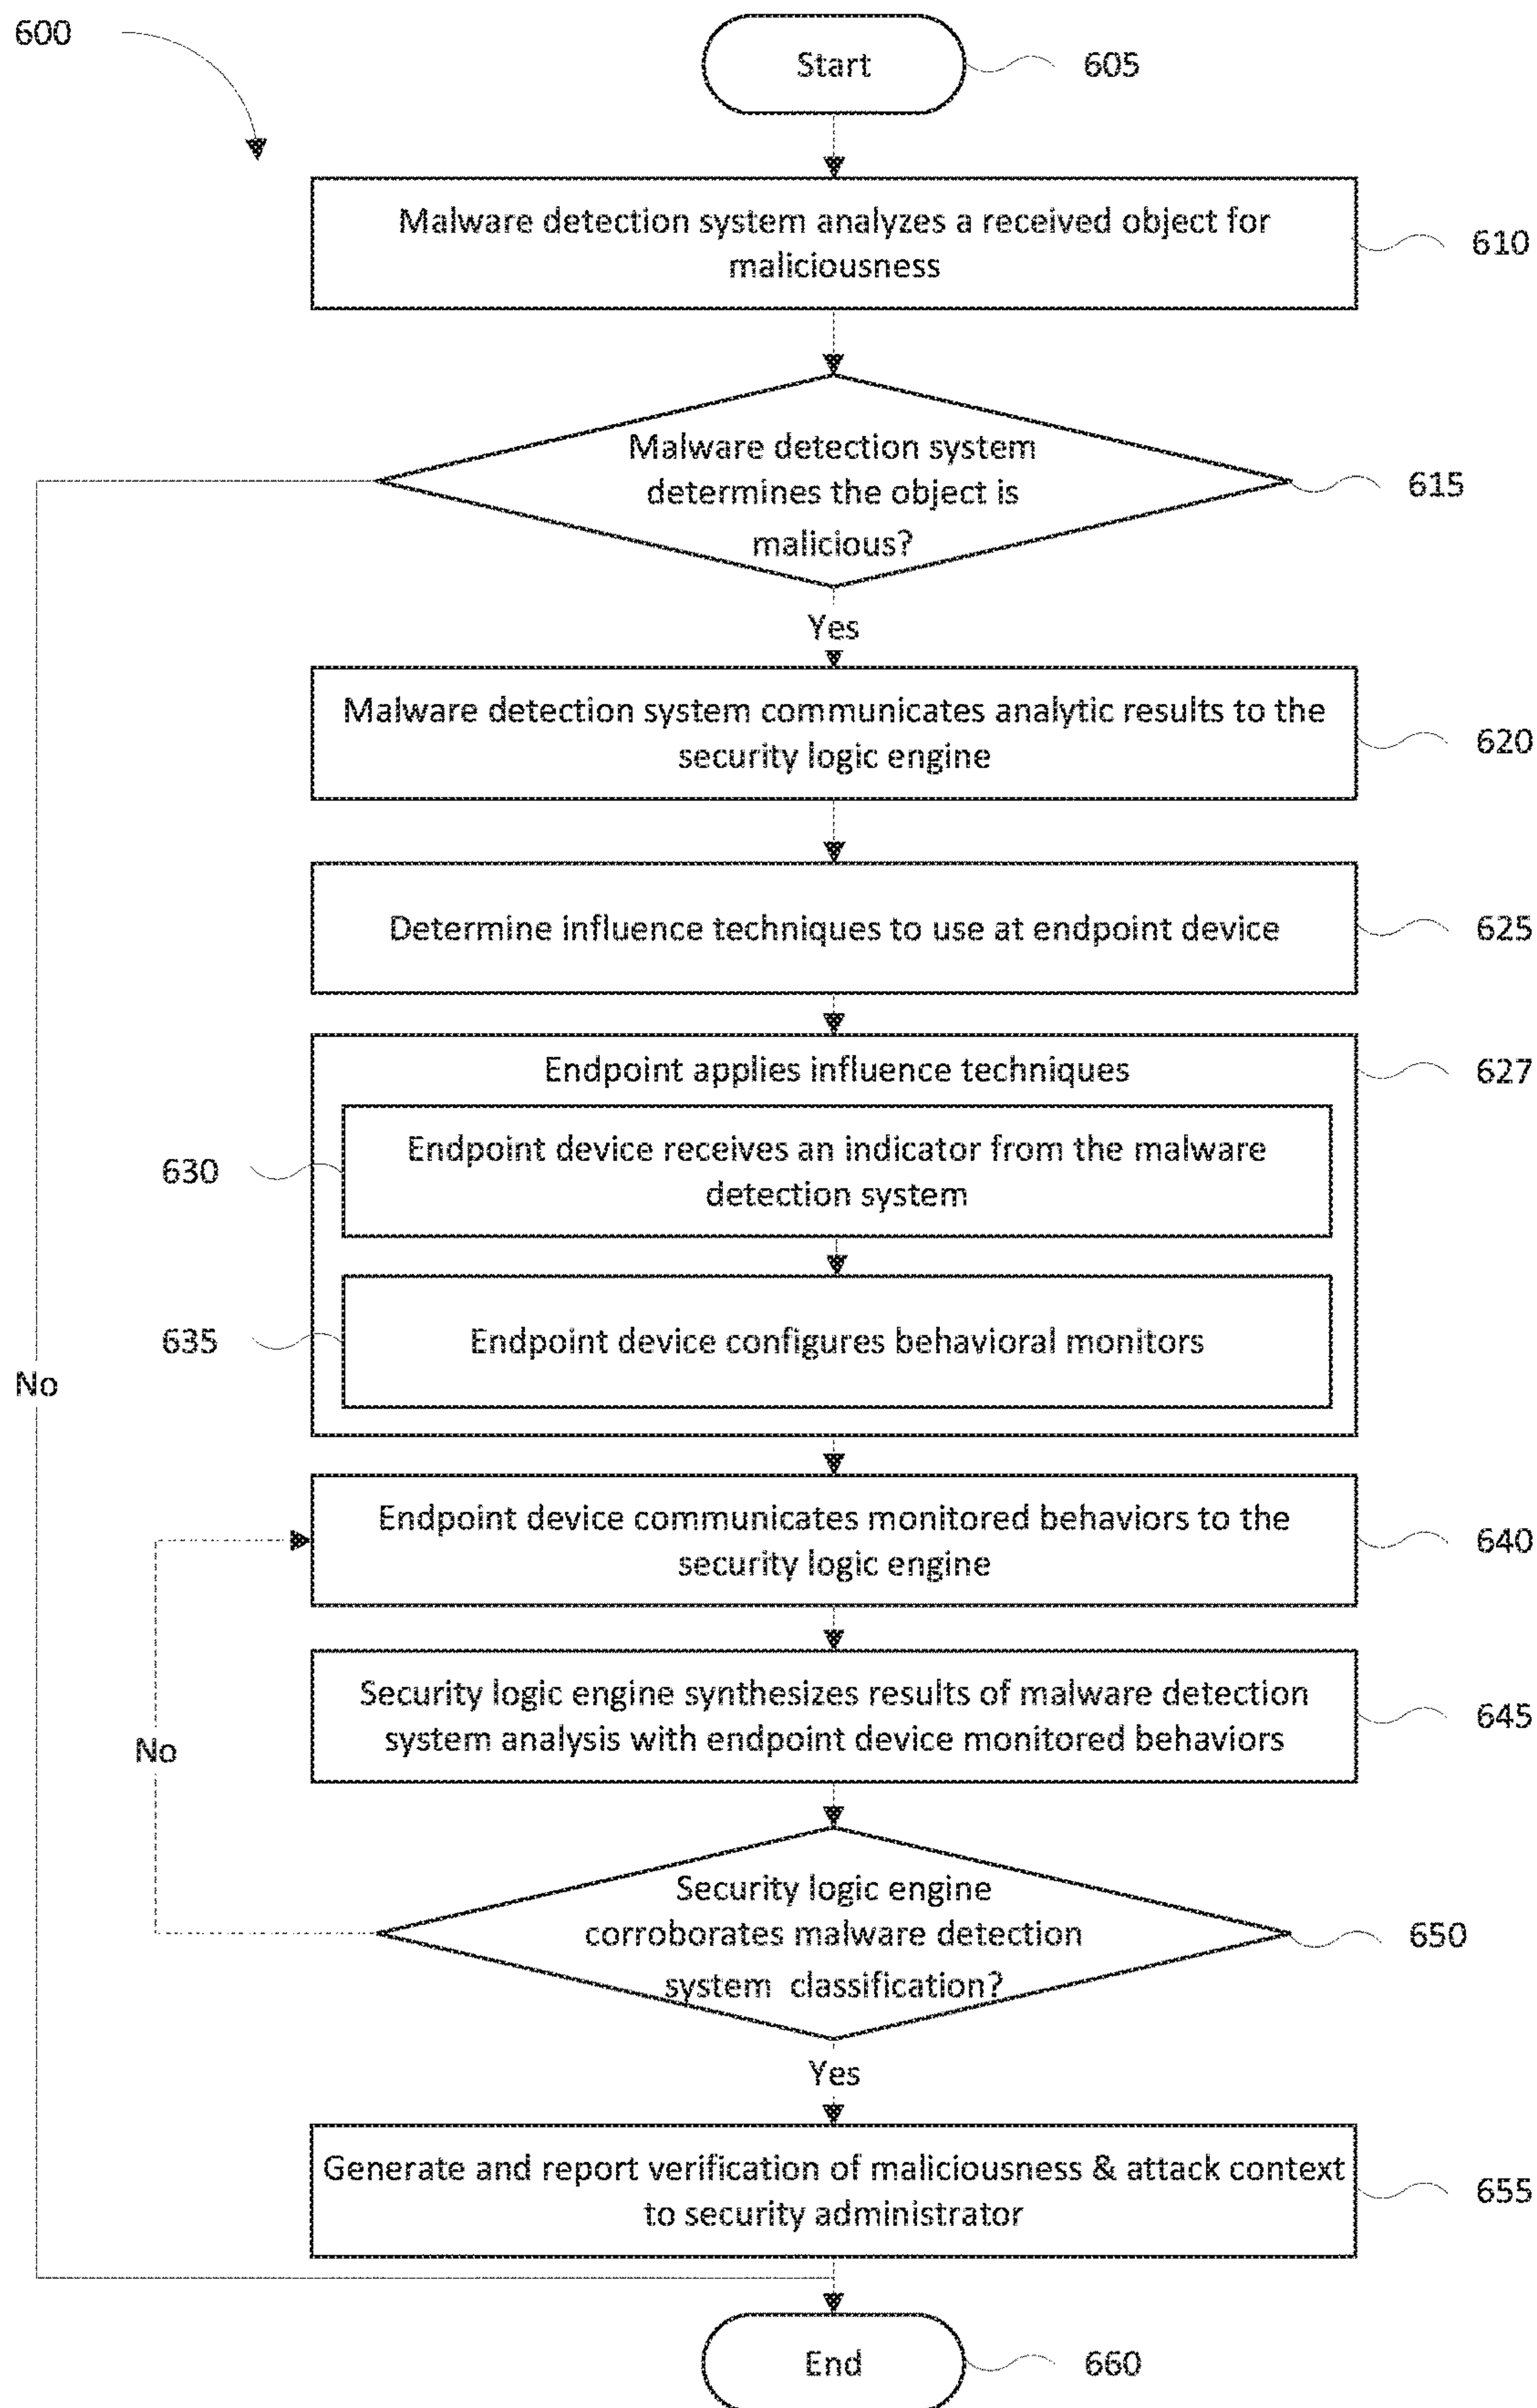 600
Start
605
Malware detection system analyzes a received object for
maliciousness
610
Malware detection system
determines the object is
malicious?
615
Yes
Malware detection system communicates analytic results to the
security logic engine
620
Determine influence techniques to use at endpoint device
625
Endpoint applies influence techniques
627
Endpoint device receives an indicator from the malware
detection system
630
Endpoint device configures behavioral monitors
635
No
Endpoint device communicates monitored behaviors to the
security logic engine
640
Security logic engine synthesizes results of malware detection
system analysis with endpoint device monitored behaviors
645
No
Security logic engine
corroborates malware detection
system classification?
650
Yes
Generate and report verification of maliciousness & attack context
to security administrator
655
End
660